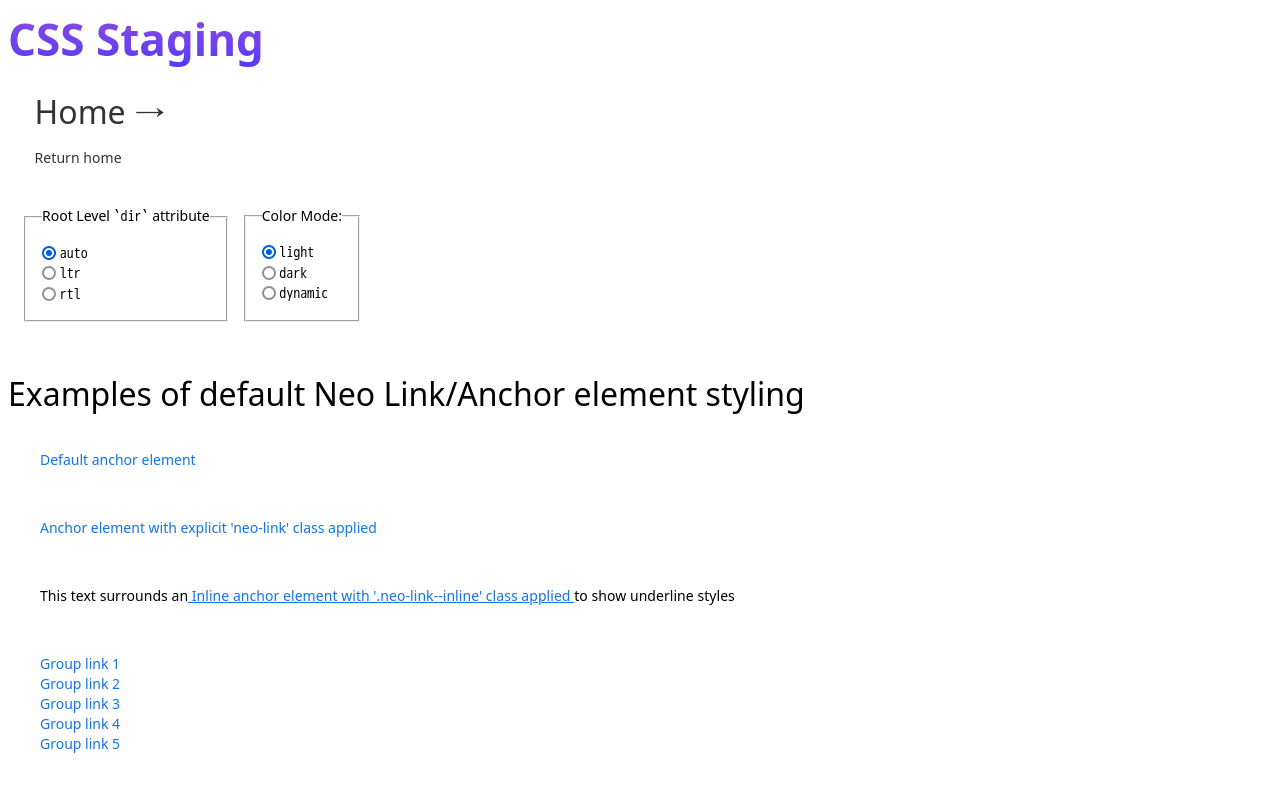 CSS Staging
Home →
Return home
Root Level `dir` attribute
auto
ltr
rtl
Color Mode:
light
dark
dynamic
Examples of default Neo Link/Anchor element styling
Default anchor element
Anchor element with explicit 'neo-link' class applied
This text surrounds an Inline anchor element with '.neo-link--inline' class applied to show underline styles
Group link 1
Group link 2
Group link 3
Group link 4
Group link 5